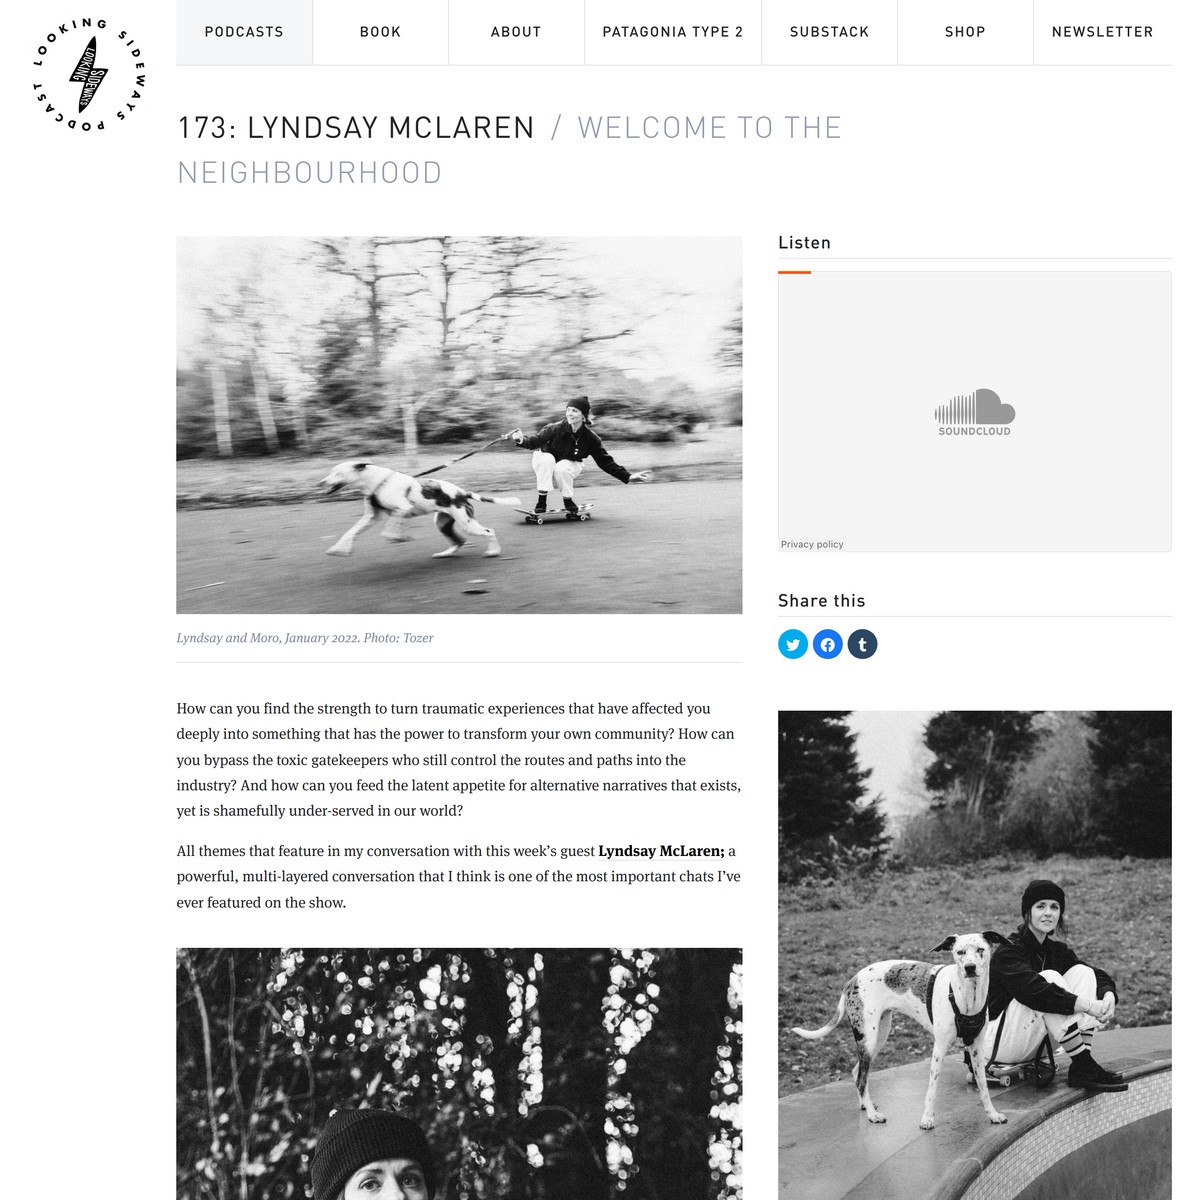 LOOKING SIDEWAYS PODCAST
LOOKING
SIDEWAYS
PODCASTS
BOOK
ABOUT
PATAGONIA TYPE 2
SUBSTACK
SHOP
NEWSLETTER
173: LYNDSAY MCLAREN / WELCOME TO THE
NEIGHBOURHOOD
Lyndsay and Moro, January 2022. Photo: Tozer
How can you find the strength to turn traumatic experiences that have affected you
deeply into something that has the power to transform your own community? How can
you bypass the toxic gatekeepers who still control the routes and paths into the
industry? And how can you feed the latent appetite for alternative narratives that exists,
yet is shamefully under-served in our world?
All themes that feature in my conversation with this week’s guest Lyndsay McLaren; a
powerful, multi-layered conversation that I think is one of the most important chats I’ve
ever featured on the show.
Listen
SOUNDCLOUD
Privacy policy
Share this